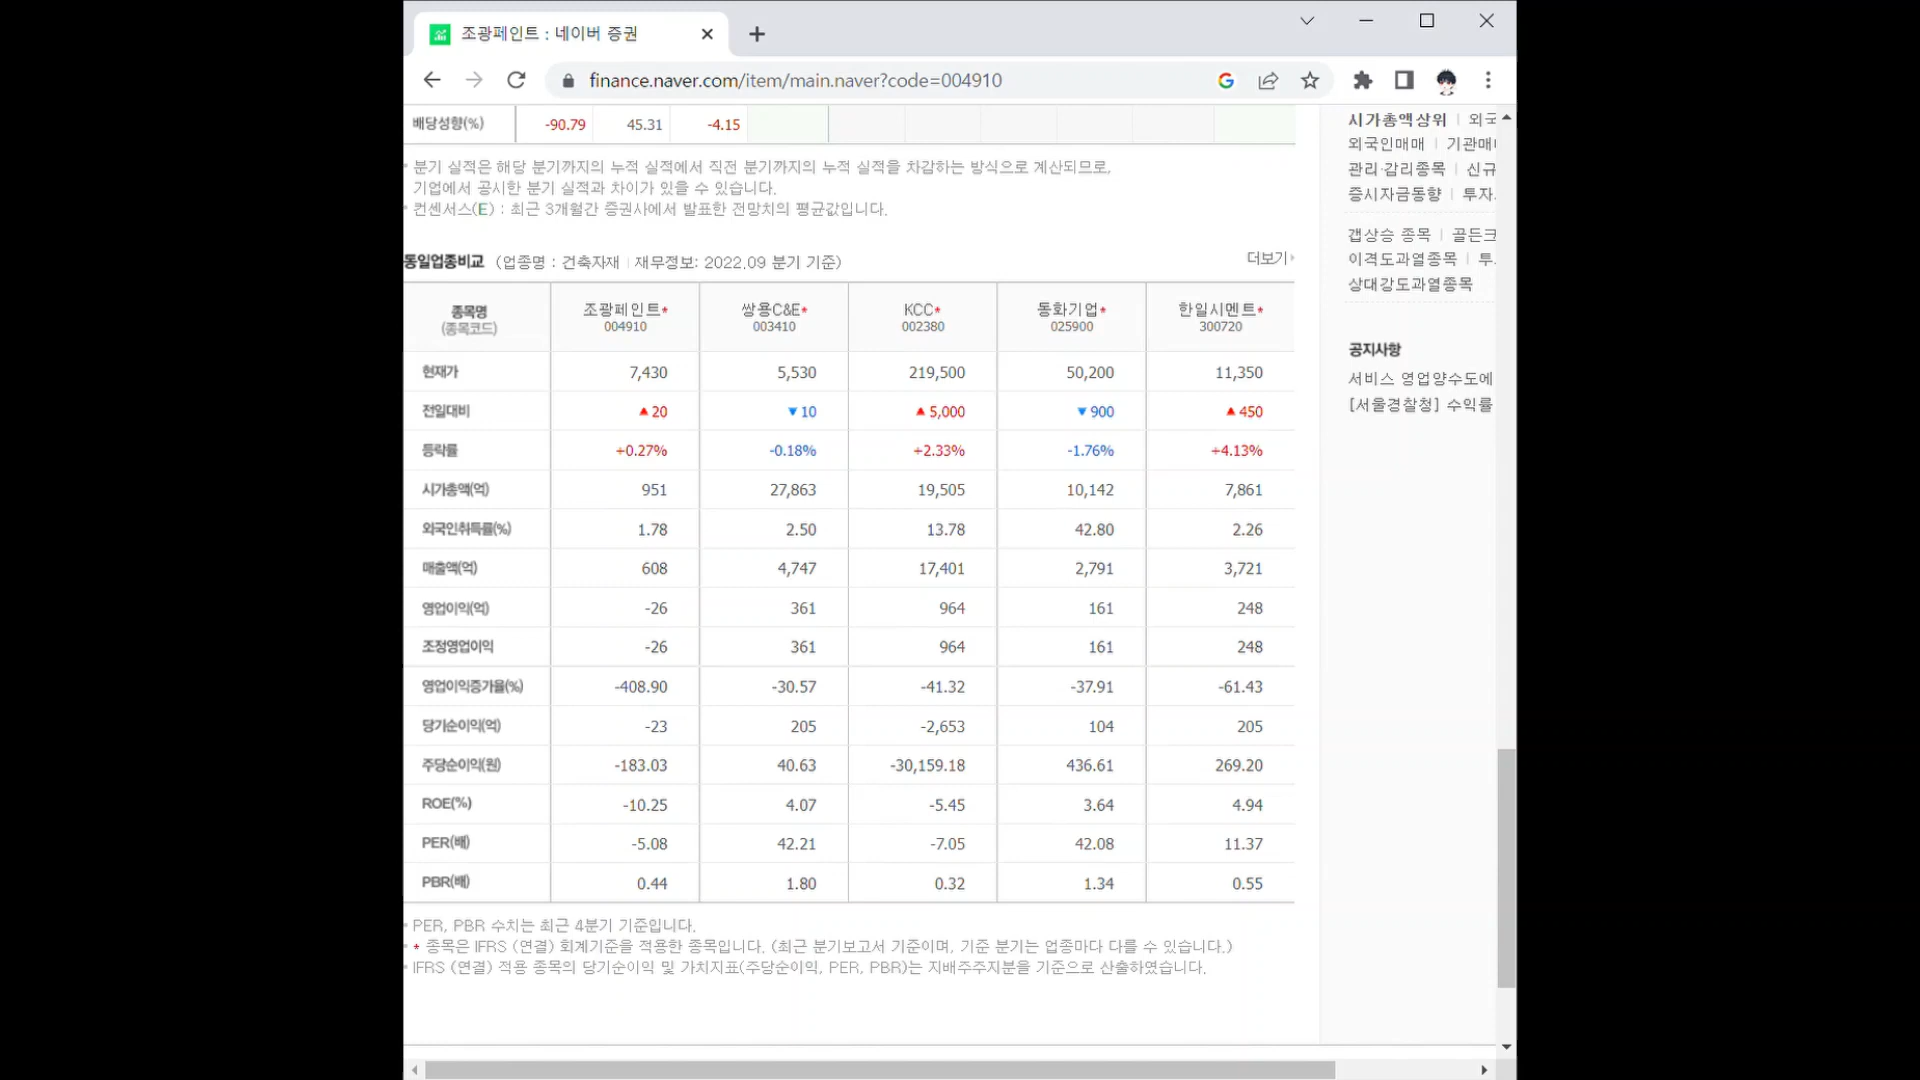 조광페인트 : 네이버 증권
finance.naver.com/item/main.naver?code=004910
배당성향(%) -90.79 45.31 -4.15
분기 실적은 해당 분기까지의 누적 실적에서 직전 분기까지의 누적 실적을 차감하는 방식으로 계산되므로,
기업에서 공시한 분기 실적과 차이가 있을 수 있습니다.
컨센서스(E) : 최근 3개월간 증권사에서 발표한 전망치의 평균값입니다.
동일업종비교 (업종명 : 건축자재 | 재무정보: 2022.09 분기 기준) 더보기
종목명 조광페인트* 쌍용C&E* KCC* 동화기업* 한일시멘트*
(종목코드) 004910 003410 002380 025900 300720
현재가 7,430 5,530 219,500 50,200 11,350
전일대비 ▲20 ▼10 ▲5,000 ▼900 ▲450
등락률 +0.27% -0.18% +2.33% -1.76% +4.13%
시가총액(억) 951 27,863 19,505 10,142 7,861
외국인취득률(%) 1.78 2.50 13.78 42.80 2.26
매출액(억) 608 4,747 17,401 2,791 3,721
영업이익(억) -26 361 964 161 248
조정영업이익 -26 361 964 161 248
영업이익증가율(%) -408.90 -30.57 -41.32 -37.91 -61.43
당기순이익(억) -23 205 -2,653 104 205
주당순이익(원) -183.03 40.63 -30,159.18 436.61 269.20
ROE(%) -10.25 4.07 -5.45 3.64 4.94
PER(배) -5.08 42.21 -7.05 42.08 11.37
PBR(배) 0.44 1.80 0.32 1.34 0.55
PER, PBR 수치는 최근 4분기 기준입니다.
* 종목은 IFRS (연결) 회계기준을 적용한 종목입니다. (최근 분기보고서 기준이며, 기준 분기는 업종마다 다를 수 있습니다.)
IFRS (연결) 적용 종목의 당기순이익 및 가치지표(주당순이익, PER, PBR)는 지배주주지분을 기준으로 산출하였습니다.
시가총액상위 | 외국
외국인매매 | 기관매
관리·감리종목 | 신규
증시자금동향 | 투자
갭상승 종목 | 골든크
이격도과열종목 | 투
상대강도과열종목
공지사항
서비스 영업양수도에
[서울경찰청] 수익률